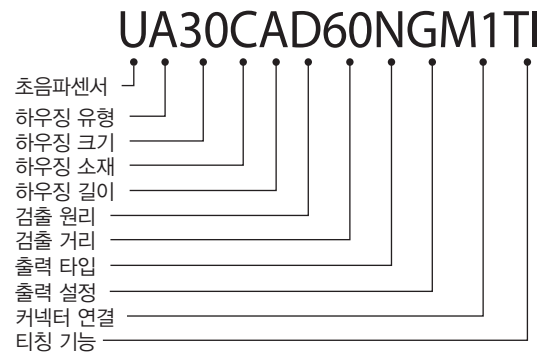 UA30CAD60NGM1TI
초음파센서
하우징 유형
하우징 크기
하우징 소재
하우징 길이
검출 원리
검출 거리
출력 타입
출력 설정
커넥터 연결
티칭 기능